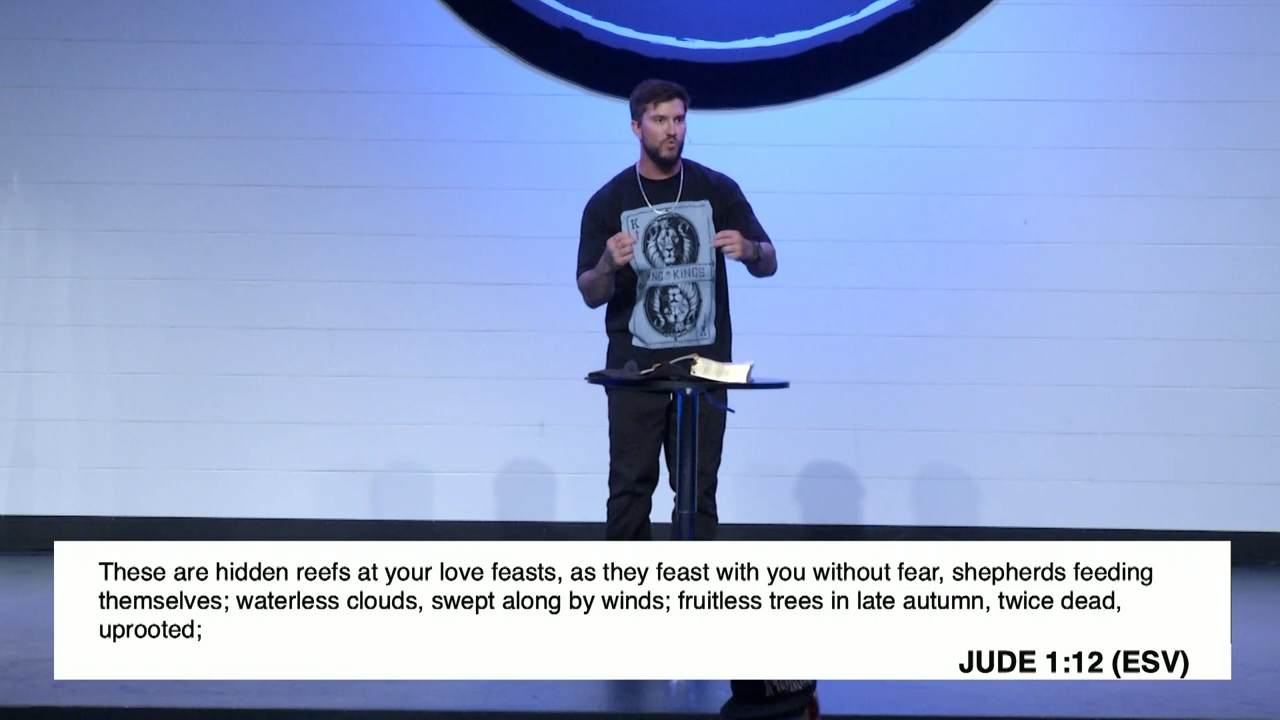 K
KINGS
K
These are hidden reefs at your love feasts, as they feast with you without fear, shepherds feeding
themselves; waterless clouds, swept along by winds; fruitless trees in late autumn, twice dead,
uprooted;
JUDE 1:12 (ESV)